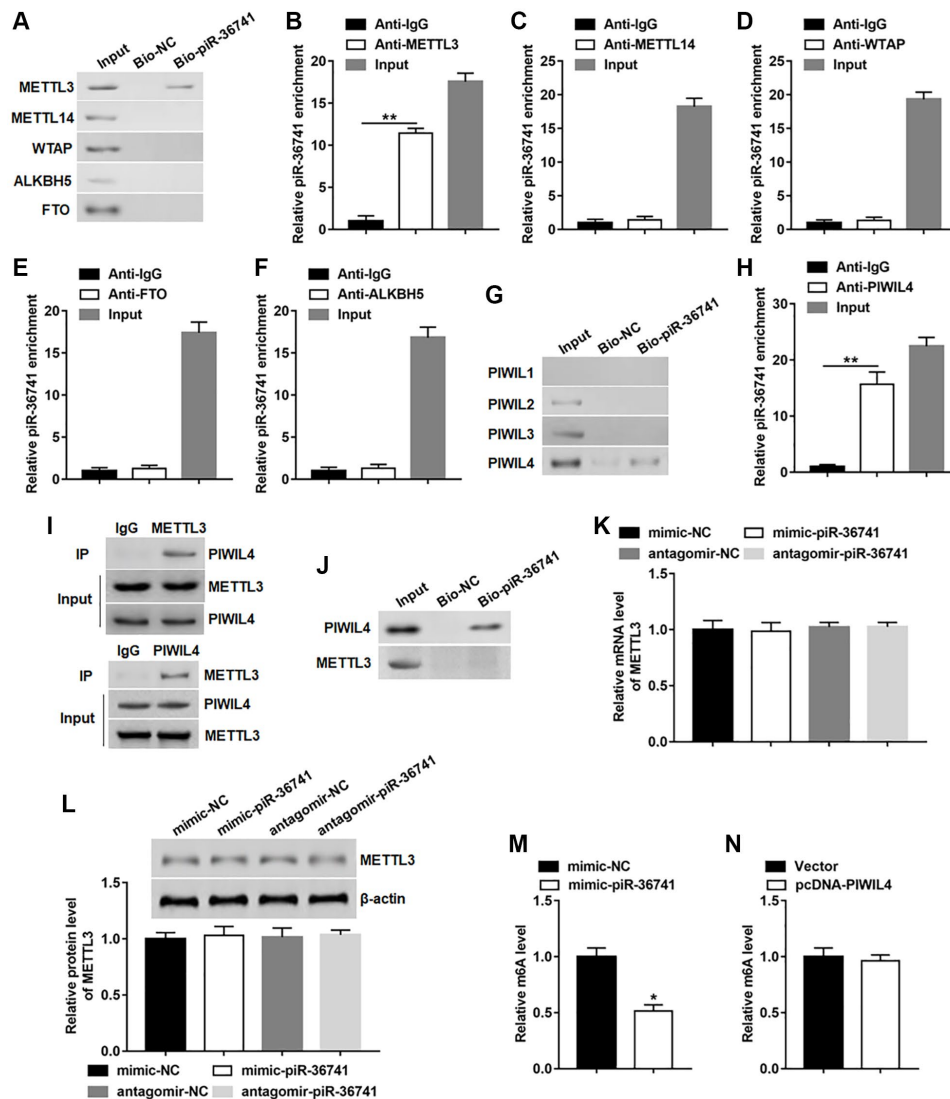 A
Input Bio-NC Bio-piR-36741
METTL3
METTL14
WTAP
ALKBH5
FTO
B
Anti-IgG
Anti-METTL3
Input
Relative piR-36741 enrichment
20
15
10
5
0
**
C
Anti-IgG
Anti-METTL14
Input
Relative piR-36741 enrichment
25
20
15
10
5
0
D
Anti-IgG
Anti-WTAP
Input
Relative piR-36741 enrichment
25
20
15
10
5
0
E
Anti-IgG
Anti-FTO
Input
Relative piR-36741 enrichment
20
15
10
5
0
F
Anti-IgG
Anti-ALKBH5
Input
Relative piR-36741 enrichment
20
15
10
5
0
G
Input Bio-NC Bio-piR-36741
PIWIL1
PIWIL2
PIWIL3
PIWIL4
H
Anti-IgG
Anti-PIWIL4
Input
Relative piR-36741 enrichment
30
20
10
0
**
I
IgG METTL3
IP PIWIL4
Input METTL3
PIWIL4
IgG PIWIL4
IP METTL3
Input PIWIL4
METTL3
J
Input Bio-NC Bio-piR-36741
PIWIL4
METTL3
K
mimic-NC mimic-piR-36741
antagomir-NC antagomir-piR-36741
Relative mRNA level
of METTL3
1.5
1.0
0.5
0.0
L
mimic-NC mimic-piR-36741 antagomir-NC antagomir-piR-36741
METTL3
β-actin
Relative protein level
of METTL3
1.5
1.0
0.5
0.0
mimic-NC mimic-piR-36741
antagomir-NC antagomir-piR-36741
M
mimic-NC
mimic-piR-36741
Relative m6A level
1.5
1.0
0.5
0.0
*
N
Vector
pcDNA-PIWIL4
Relative m6A level
1.5
1.0
0.5
0.0